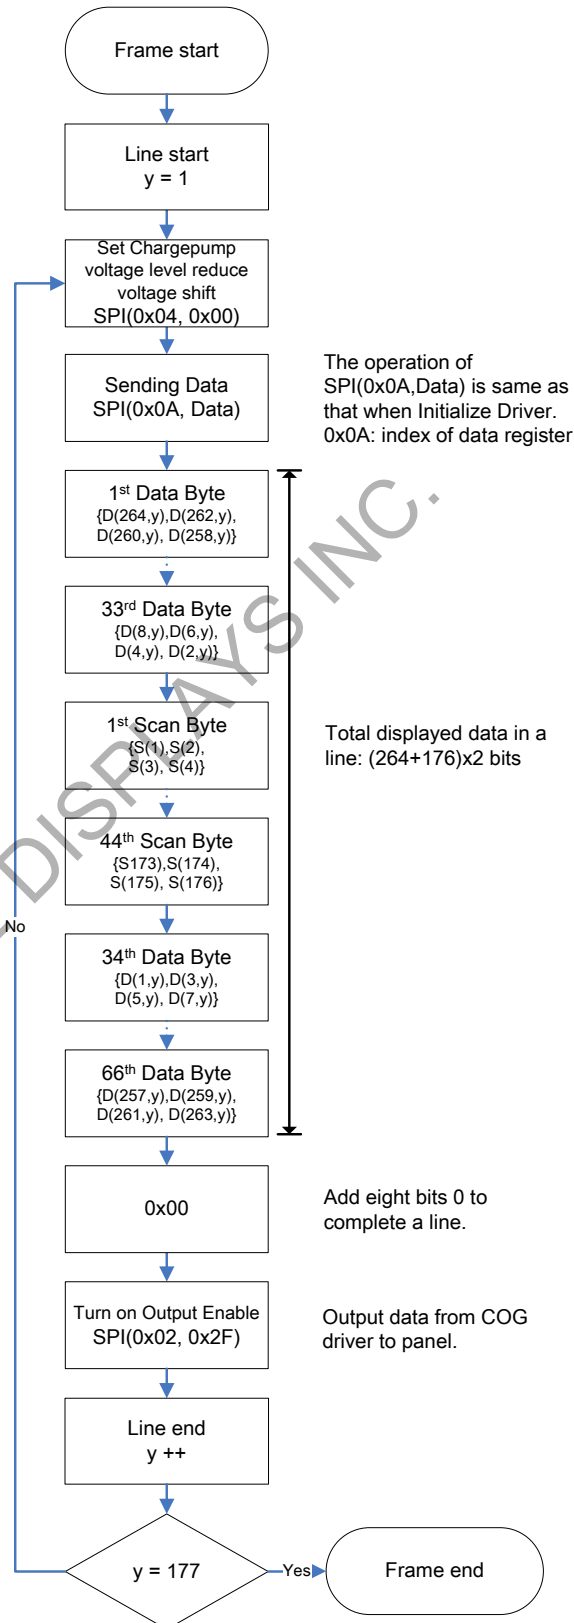 Frame start
Line start
y = 1
Set Chargepump
voltage level reduce
voltage shift
SPI(0x04, 0x00)
Sending Data
SPI(0x0A, Data)
The operation of
SPI(0x0A,Data) is same as
that when Initialize Driver.
0x0A: index of data register
1st Data Byte
{D(264,y),D(262,y),
D(260,y), D(258,y)}
33rd Data Byte
{D(8,y),D(6,y),
D(4,y), D(2,y)}
1st Scan Byte
{S(1),S(2),
S(3), S(4)}
Total displayed data in a
line: (264+176)x2 bits
44th Scan Byte
{S173),S(174),
S(175), S(176)}
No
34th Data Byte
{D(1,y),D(3,y),
D(5,y), D(7,y)}
66th Data Byte
{D(257,y),D(259,y),
D(261,y), D(263,y)}
0x00
Add eight bits 0 to
complete a line.
Turn on Output Enable
SPI(0x02, 0x2F)
Output data from COG
driver to panel.
Line end
y ++
y = 177
Yes
Frame end
DISPLAYS INC.